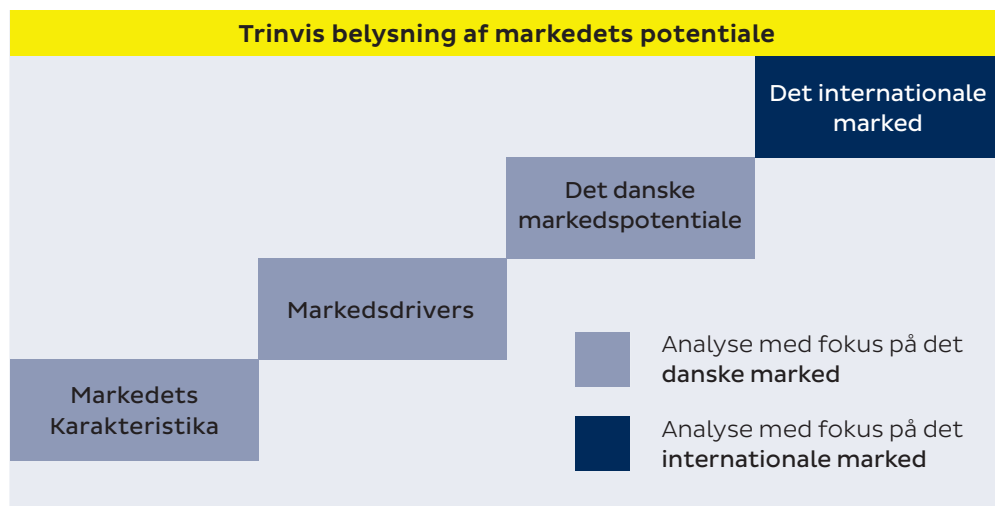 Trinvis belysning af markedets potentiale
Det internationale
marked
Det danske
markedspotentiale
Markedsdrivers
Markedets
Karakteristika
Analyse med fokus på det
danske marked
Analyse med fokus på det
internationale marked